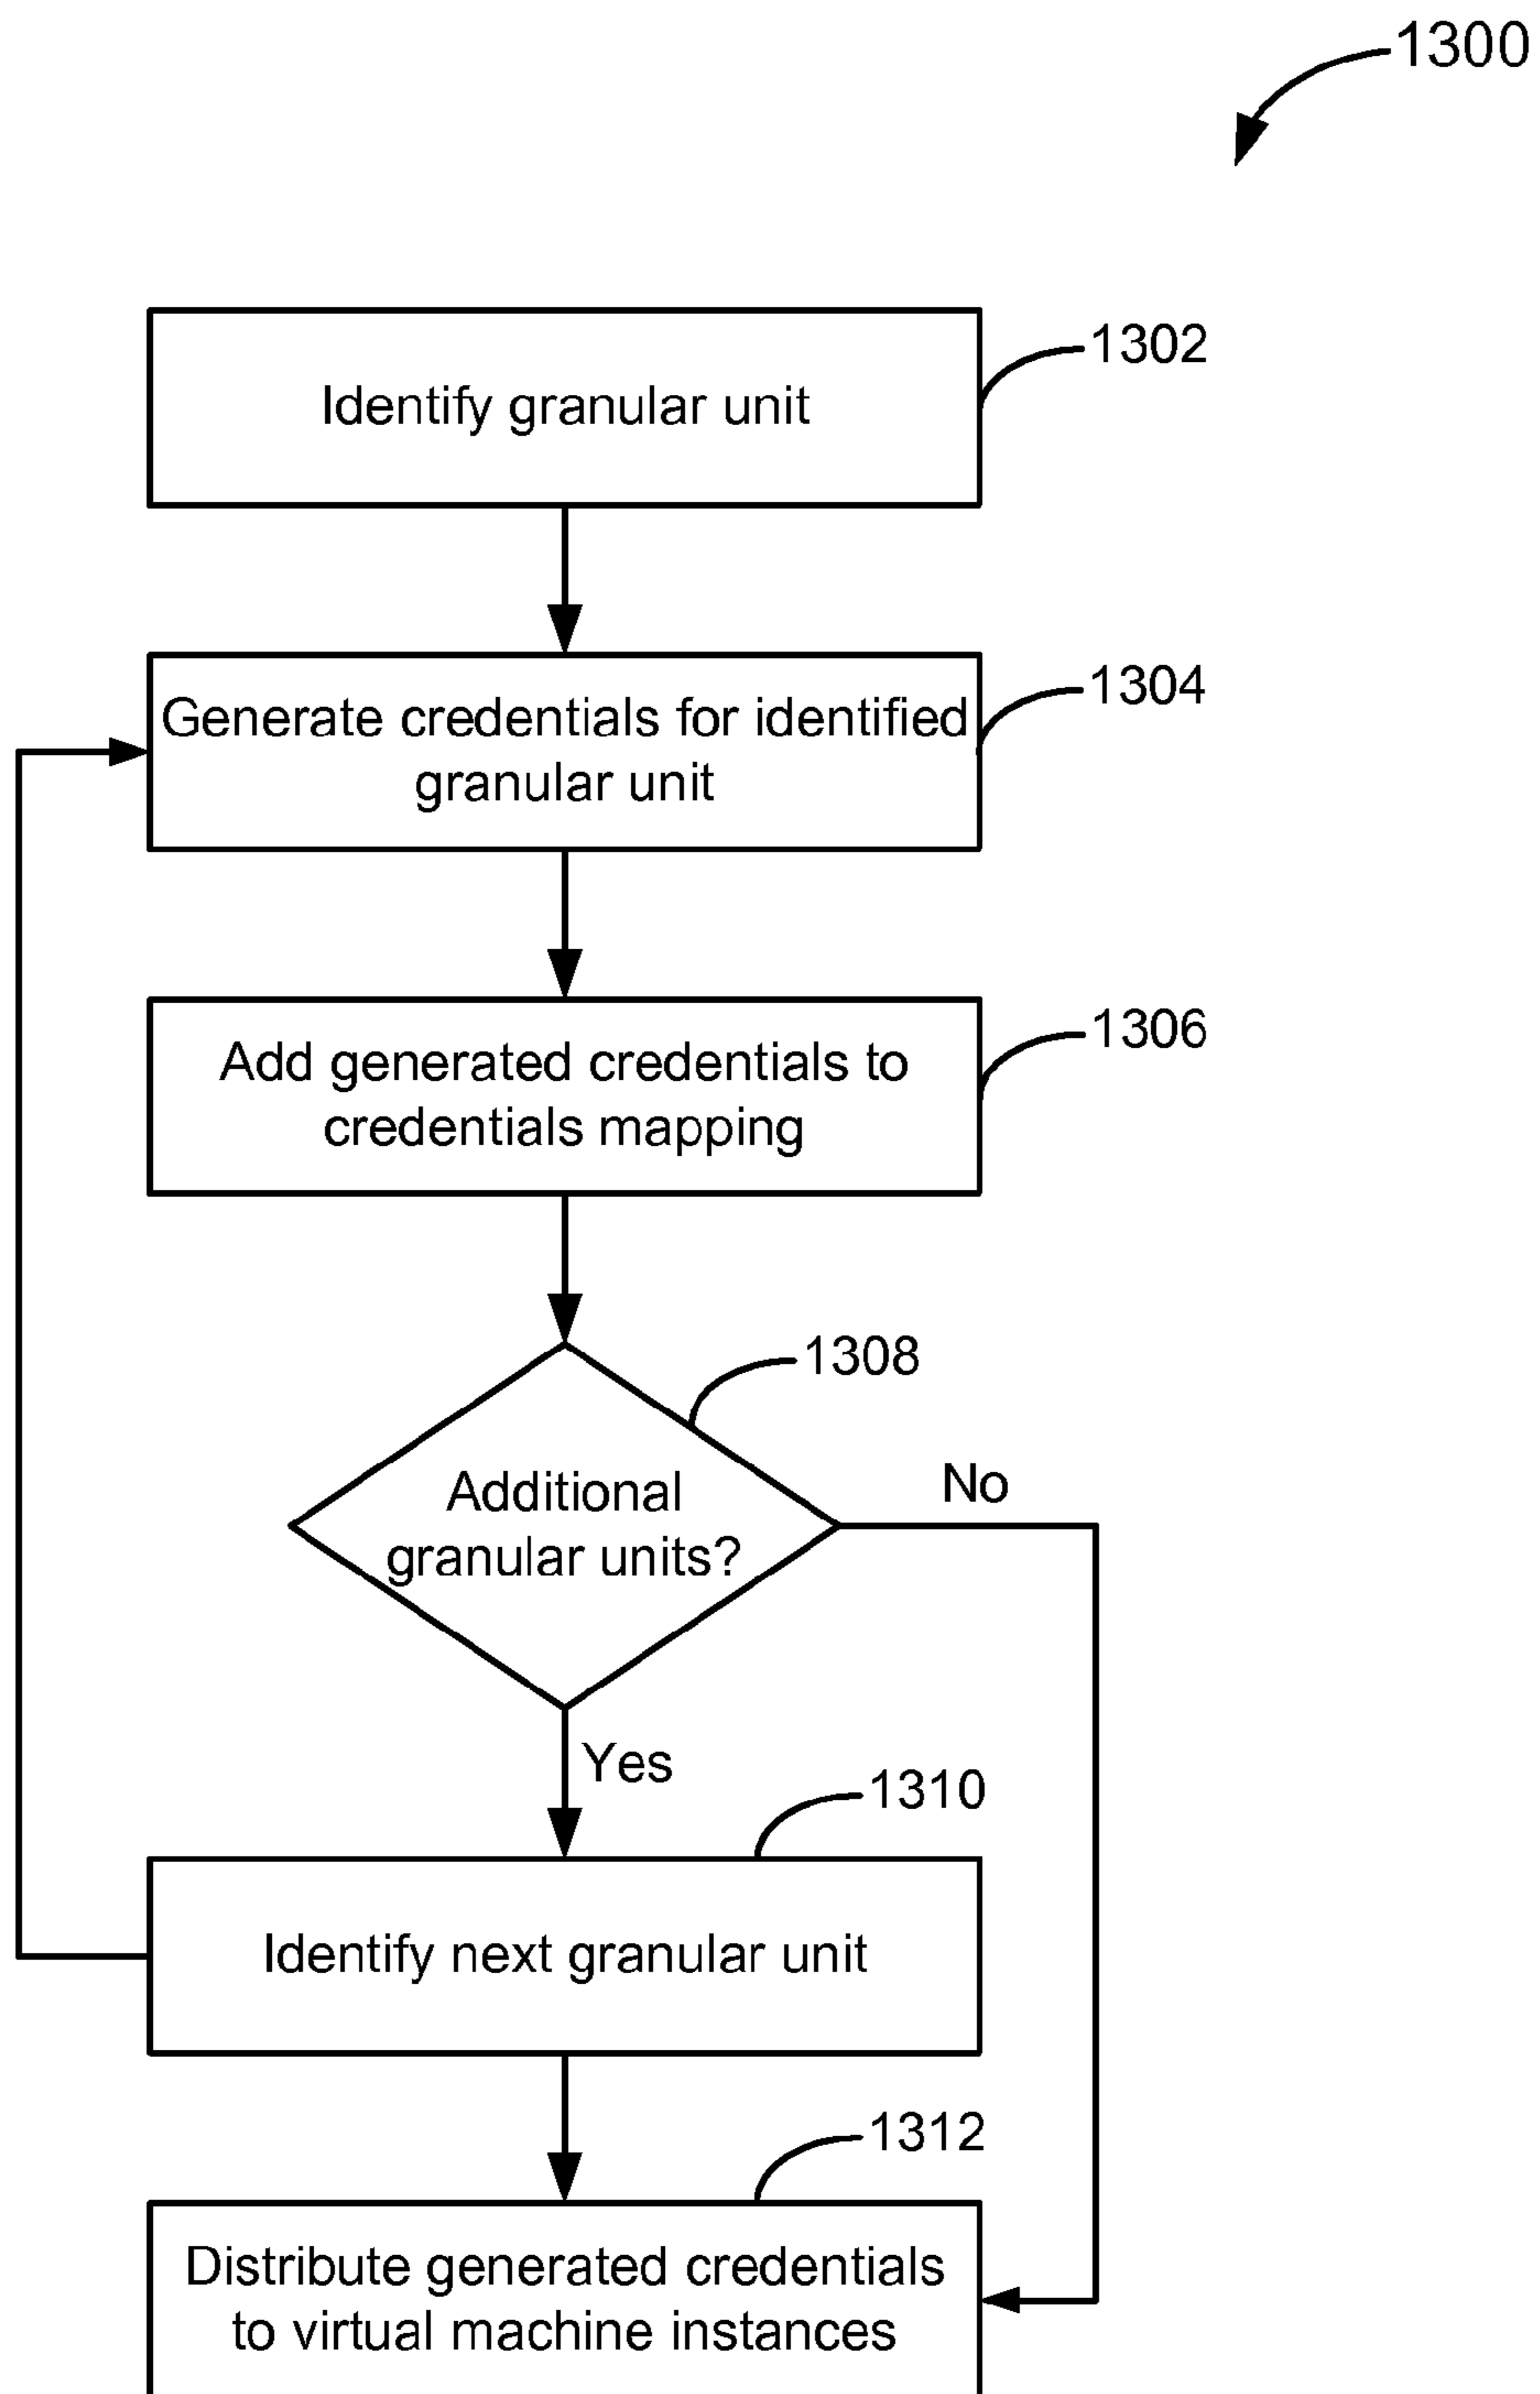 1300
Identify granular unit
1302
Generate credentials for identified
granular unit
1304
Add generated credentials to
credentials mapping
1306
1308
Additional
granular units?
No
Yes
1310
Identify next granular unit
1312
Distribute generated credentials
to virtual machine instances